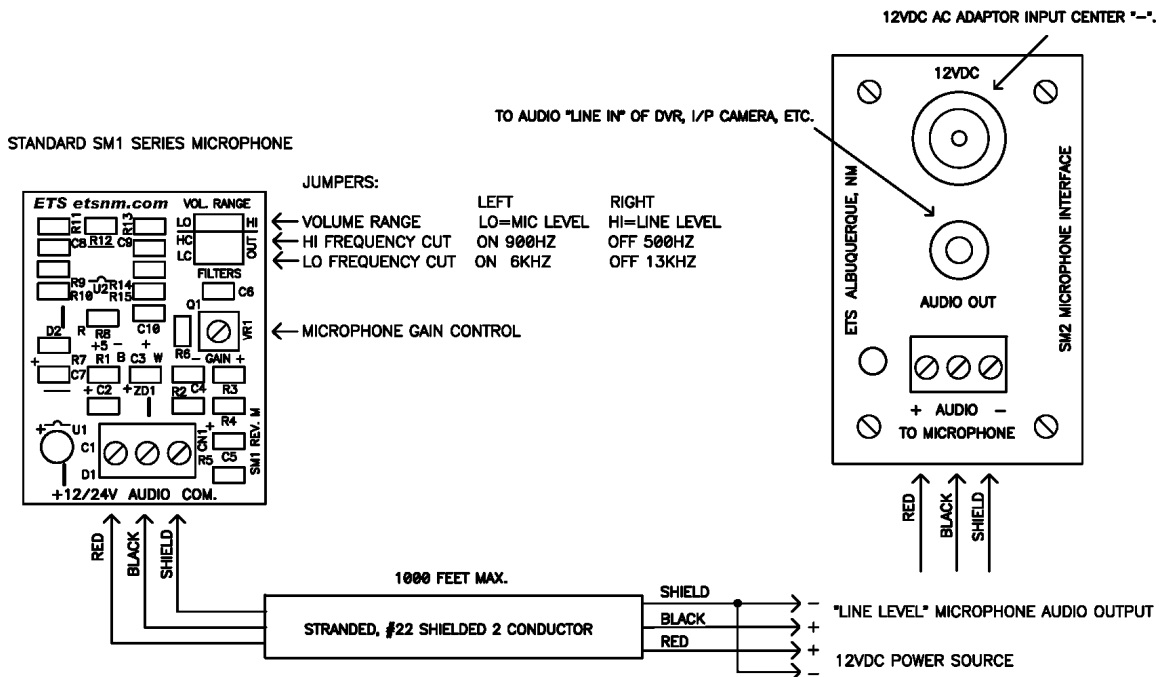 12VDC AC ADAPTOR INPUT CENTER "-".
TO AUDIO "LINE IN" OF DVR, I/P CAMERA, ETC.
STANDARD SM1 SERIES MICROPHONE
JUMPERS:
LEFT RIGHT
VOLUME RANGE LO=MIC LEVEL HI=LINE LEVEL
HI FREQUENCY CUT ON 900HZ OFF 500HZ
LO FREQUENCY CUT ON 6KHZ OFF 13KHZ
MICROPHONE GAIN CONTROL
ETS etsnm.com VOL. RANGE
LO HI
HC
LC OUT
FILTERS
R11 R12 R13
C8 C9
R9 R14
R10 U2 R15
C6
Q1
VR1
D2 R R8 C10
+5 - + R6 - GAIN +
+ R7 R1 B C3 W
C7 C2 + ZD1 R2 C4 R3
+
R4
+ U1 C1 CN1 +
D1 R5 C5
SM1 REV. M
+12/24V AUDIO COM.
RED
BLACK
SHIELD
1000 FEET MAX.
STRANDED, #22 SHIELDED 2 CONDUCTOR
SHIELD
BLACK
RED
- "LINE LEVEL" MICROPHONE AUDIO OUTPUT
+
+ 12VDC POWER SOURCE
-
12VDC
ETS ALBUQUERQUE, NM
SM2 MICROPHONE INTERFACE
AUDIO OUT
+ AUDIO -
TO MICROPHONE
RED
BLACK
SHIELD